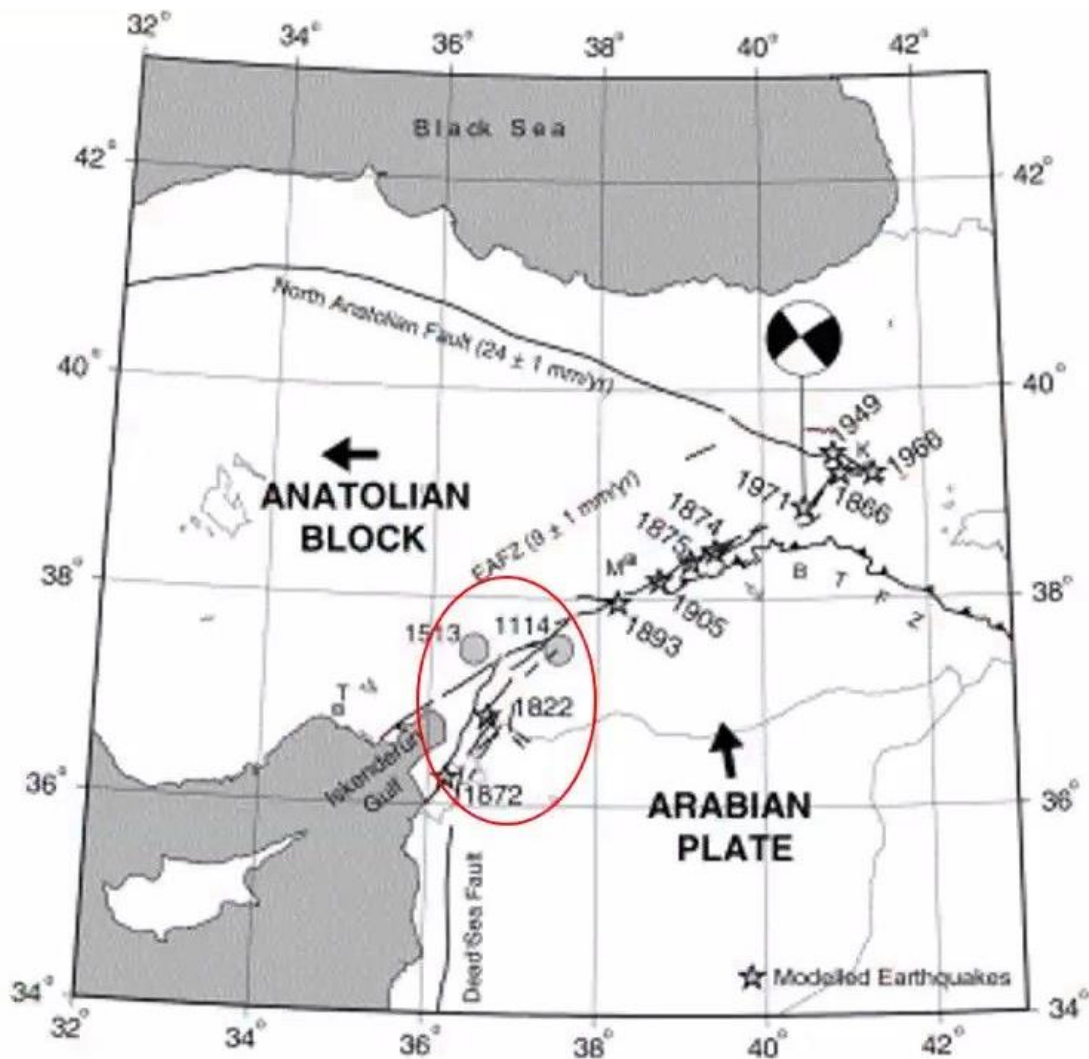 32° 34° 36° 38° 40° 42°
Black Sea
42° 42°
North Anatolian Fault (24 ± 1 mm/yr)
40° 40°
1949
K
1966
1971
1866
1874
1875
ANATOLIAN
BLOCK
EAFZ (9 ± 1 mm/yr)
M
B T F Z
38° 38°
1905
1893
1513 1114
T
1822
Iskenderun
Gulf
1872
36° 36°
ARABIAN
PLATE
Dead Sea Fault
Modelled Earthquakes
34° 34°
32° 34° 36° 38° 40° 42°